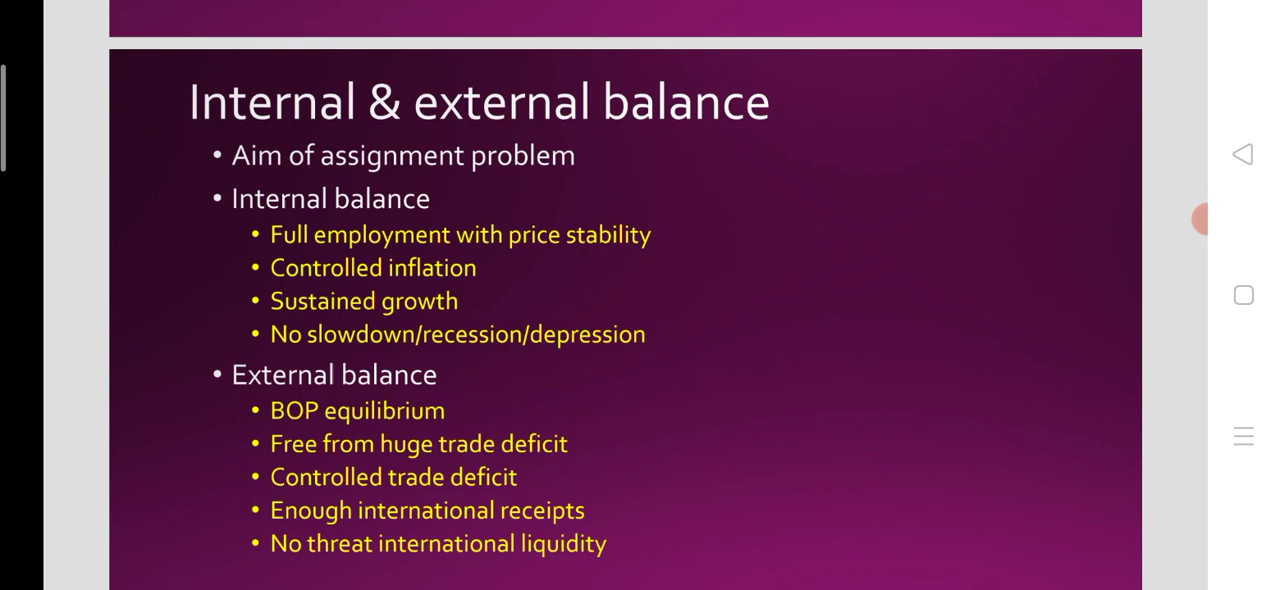 Internal & external balance
• Aim of assignment problem
• Internal balance
• Full employment with price stability
• Controlled inflation
• Sustained growth
• No slowdown/recession/depression
• External balance
• BOP equilibrium
• Free from huge trade deficit
• Controlled trade deficit
• Enough international receipts
• No threat international liquidity